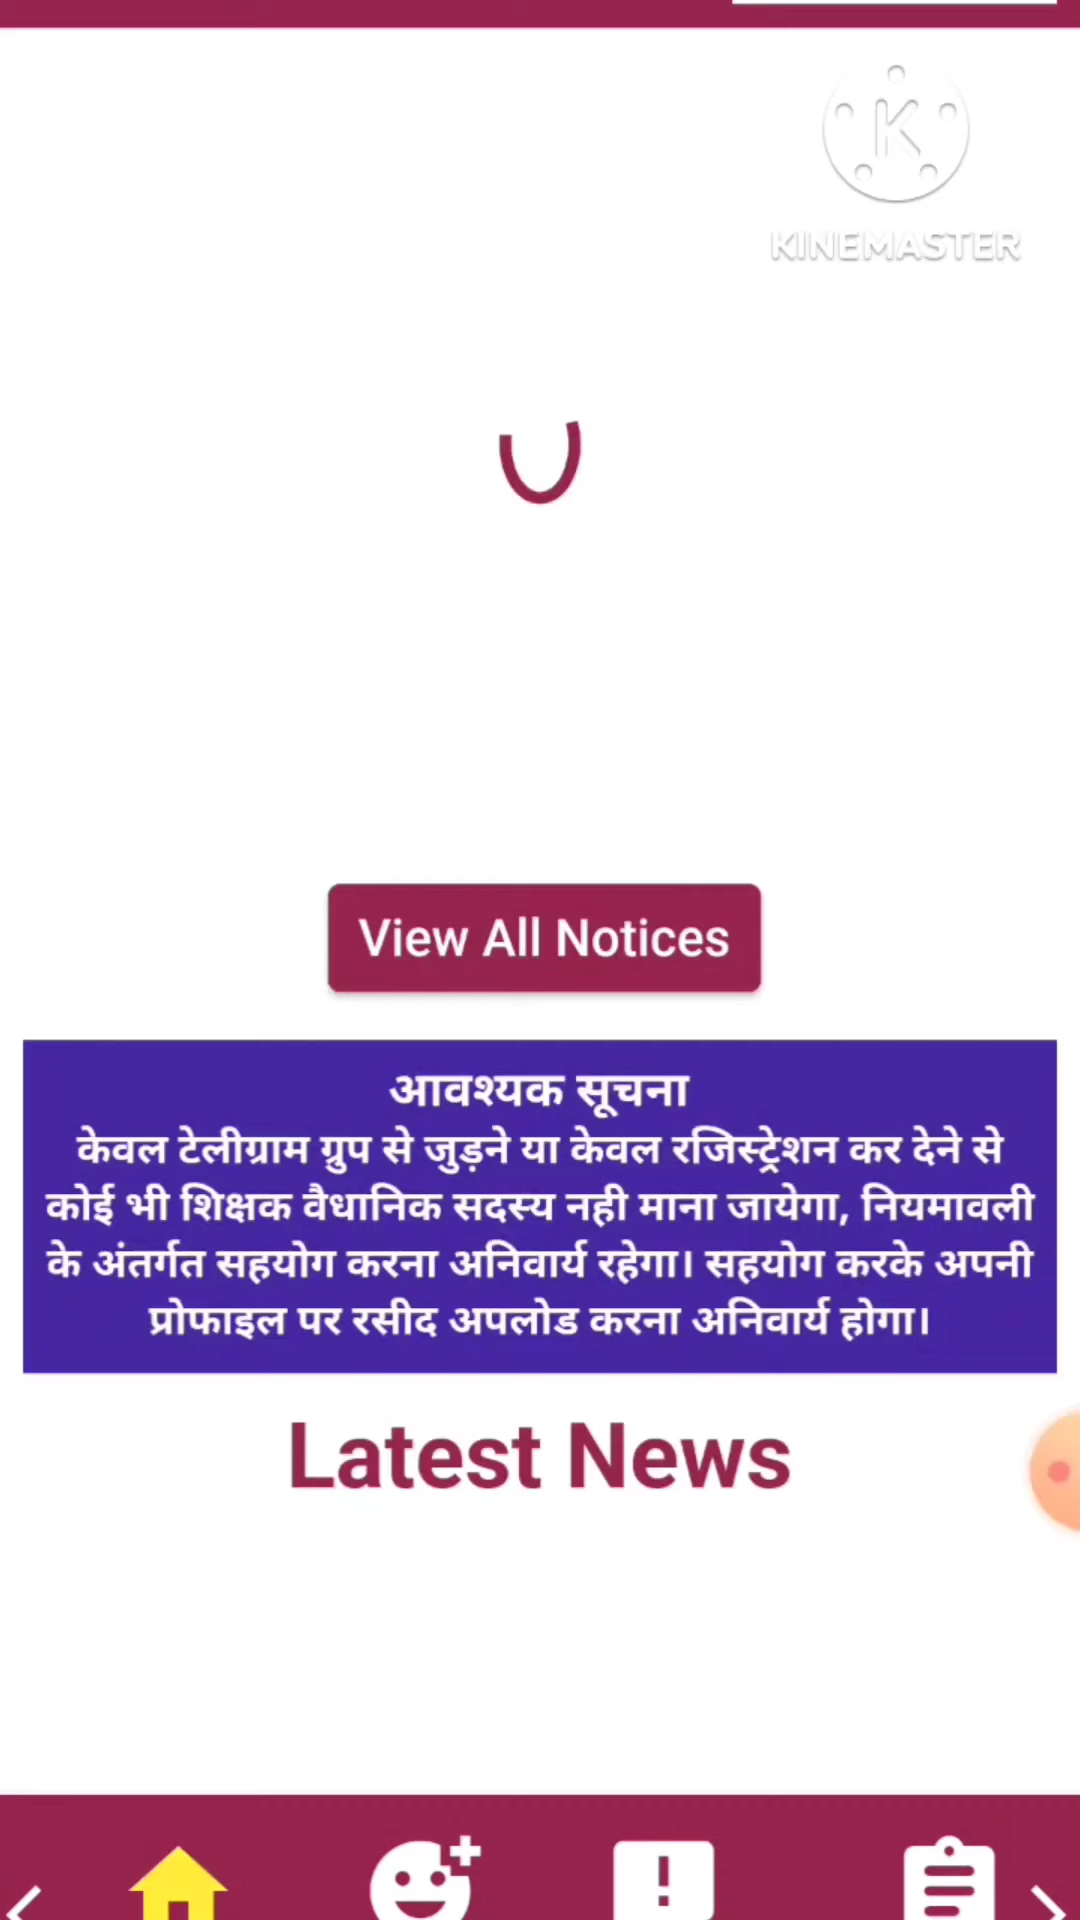 KINEMASTER
View All Notices
आवश्यक सूचना
केवल टेलीग्राम ग्रुप से जुड़ने या केवल रजिस्ट्रेशन कर देने से
कोई भी शिक्षक वैधानिक सदस्य नही माना जायेगा, नियमावली
के अंतर्गत सहयोग करना अनिवार्य रहेगा। सहयोग करके अपनी
प्रोफाइल पर रसीद अपलोड करना अनिवार्य होगा।
Latest News